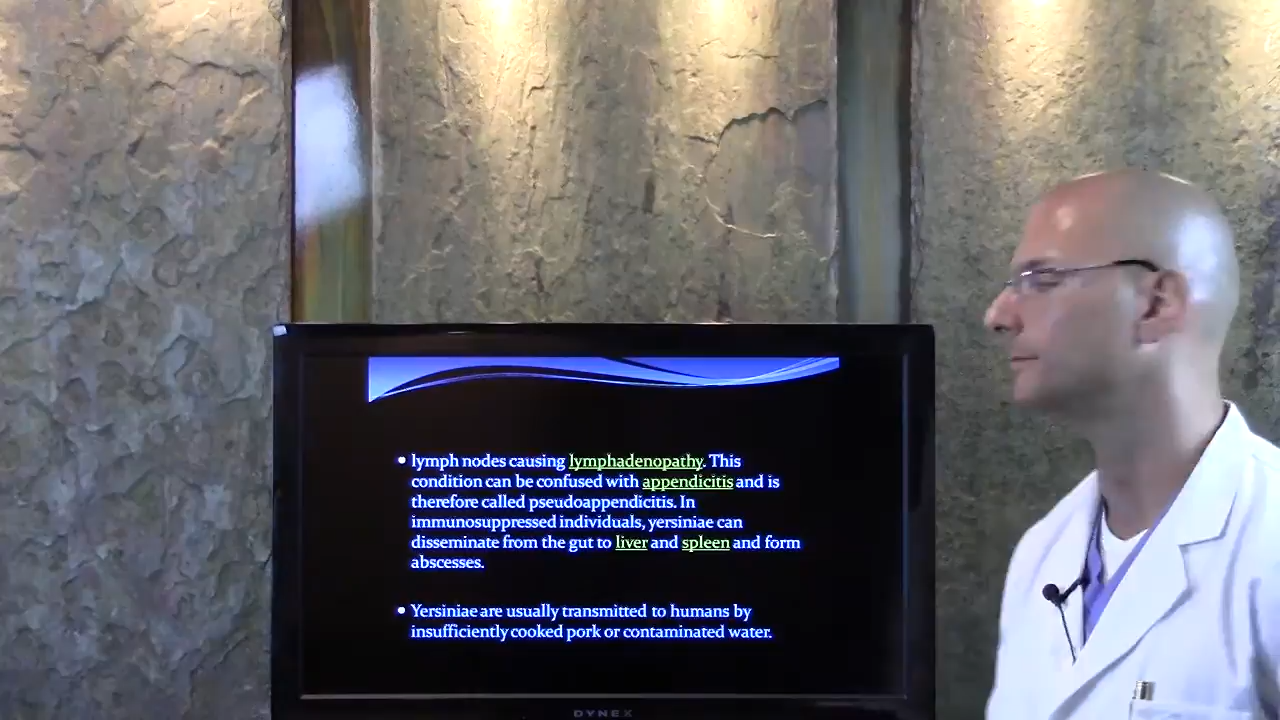 • lymph nodes causing lymphadenopathy. This
condition can be confused with appendicitis and is
therefore called pseudoappendicitis. In
immunosuppressed individuals, yersiniae can
disseminate from the gut to liver and spleen and form
abscesses.
• Yersiniae are usually transmitted to humans by
insufficiently cooked pork or contaminated water.
DYNEX